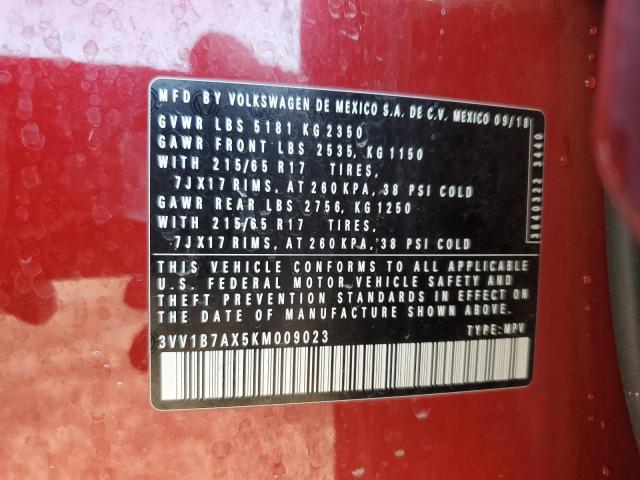 MFD BY VOLKSWAGEN DE MEXICO S.A. DE C.V. MEXICO 09/18
GVWR LBS 5181 KG 2350
GAWR FRONT LBS 2535, KG 1150
WITH 215/65 R17 TIRES,
7JX17 RIMS, AT 260 KPA, 38 PSI COLD
GAWR REAR LBS 2756, KG 1250
WITH 215/65 R17 TIRES,
7JX17 RIMS, AT 260 KPA, 38 PSI COLD
3640322 3440
THIS VEHICLE CONFORMS TO ALL APPLICABLE
U.S. FEDERAL MOTOR VEHICLE SAFETY AND
THEFT PREVENTION STANDARDS IN EFFECT ON
THE DATE OF MANUFACTURE SHOWN ABOVE.
3VV1B7AX5KM009023 TYPE: MPV